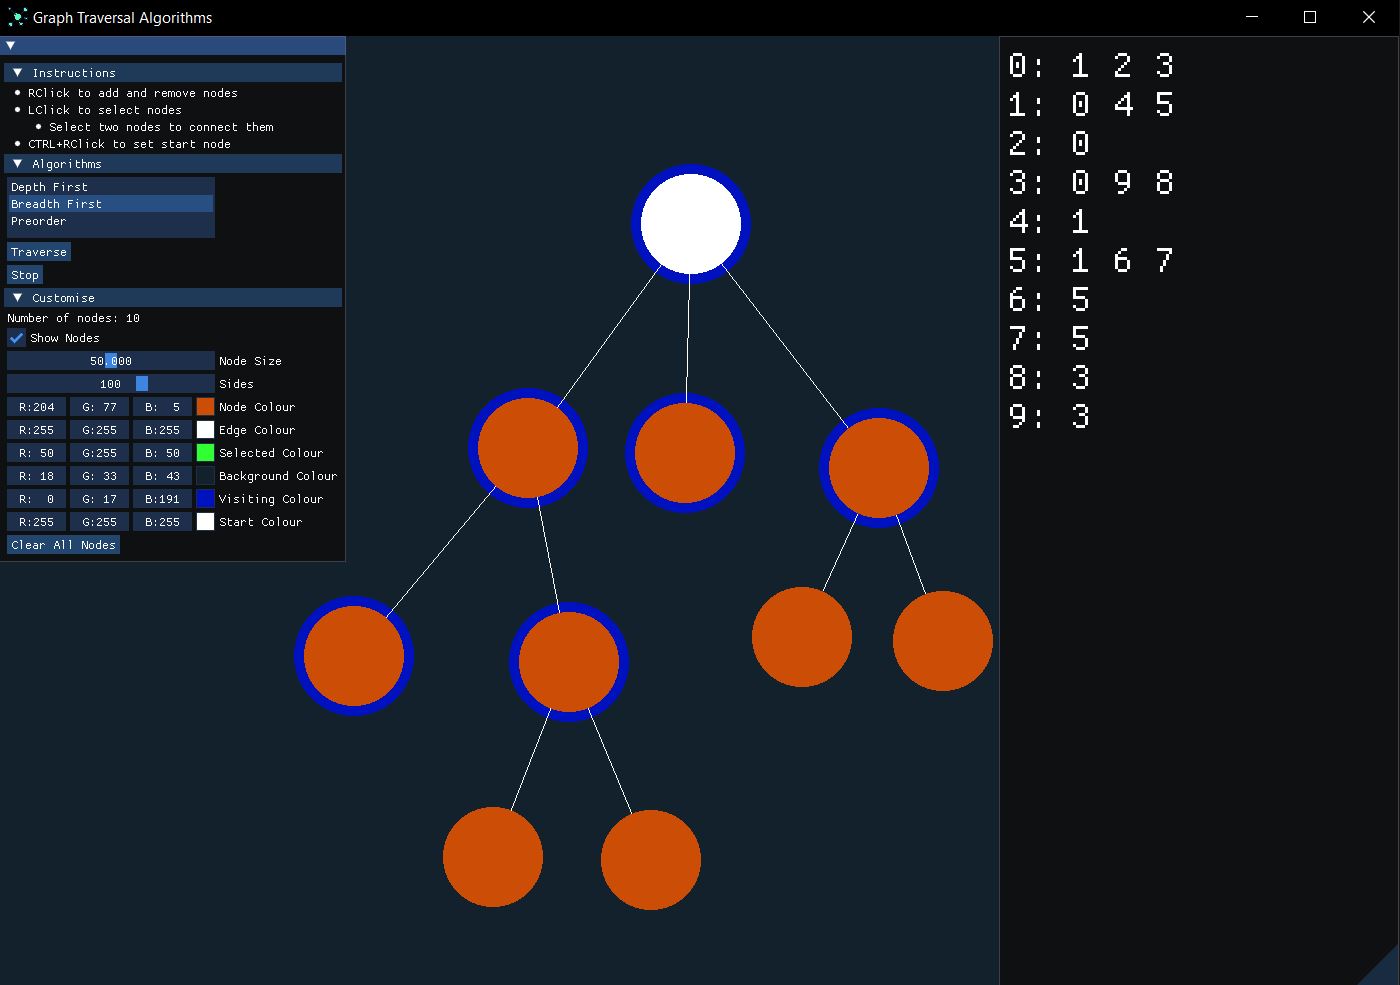 Graph Traversal Algorithms
Instructions
RClick to add and remove nodes
LClick to select nodes
Select two nodes to connect them
CTRL+RClick to set start node
Algorithms
Depth First
Breadth First
Preorder
Traverse
Stop
Customise
Number of nodes: 10
Show Nodes
50.000 Node Size
100 Sides
R:204 G: 77 B: 5 Node Colour
R:255 G:255 B:255 Edge Colour
R: 50 G:255 B: 50 Selected Colour
R: 18 G: 33 B: 43 Background Colour
R: 0 G: 17 B:191 Visiting Colour
R:255 G:255 B:255 Start Colour
Clear All Nodes
0: 1 2 3
1: 0 4 5
2: 0
3: 0 9 8
4: 1
5: 1 6 7
6: 5
7: 5
8: 3
9: 3